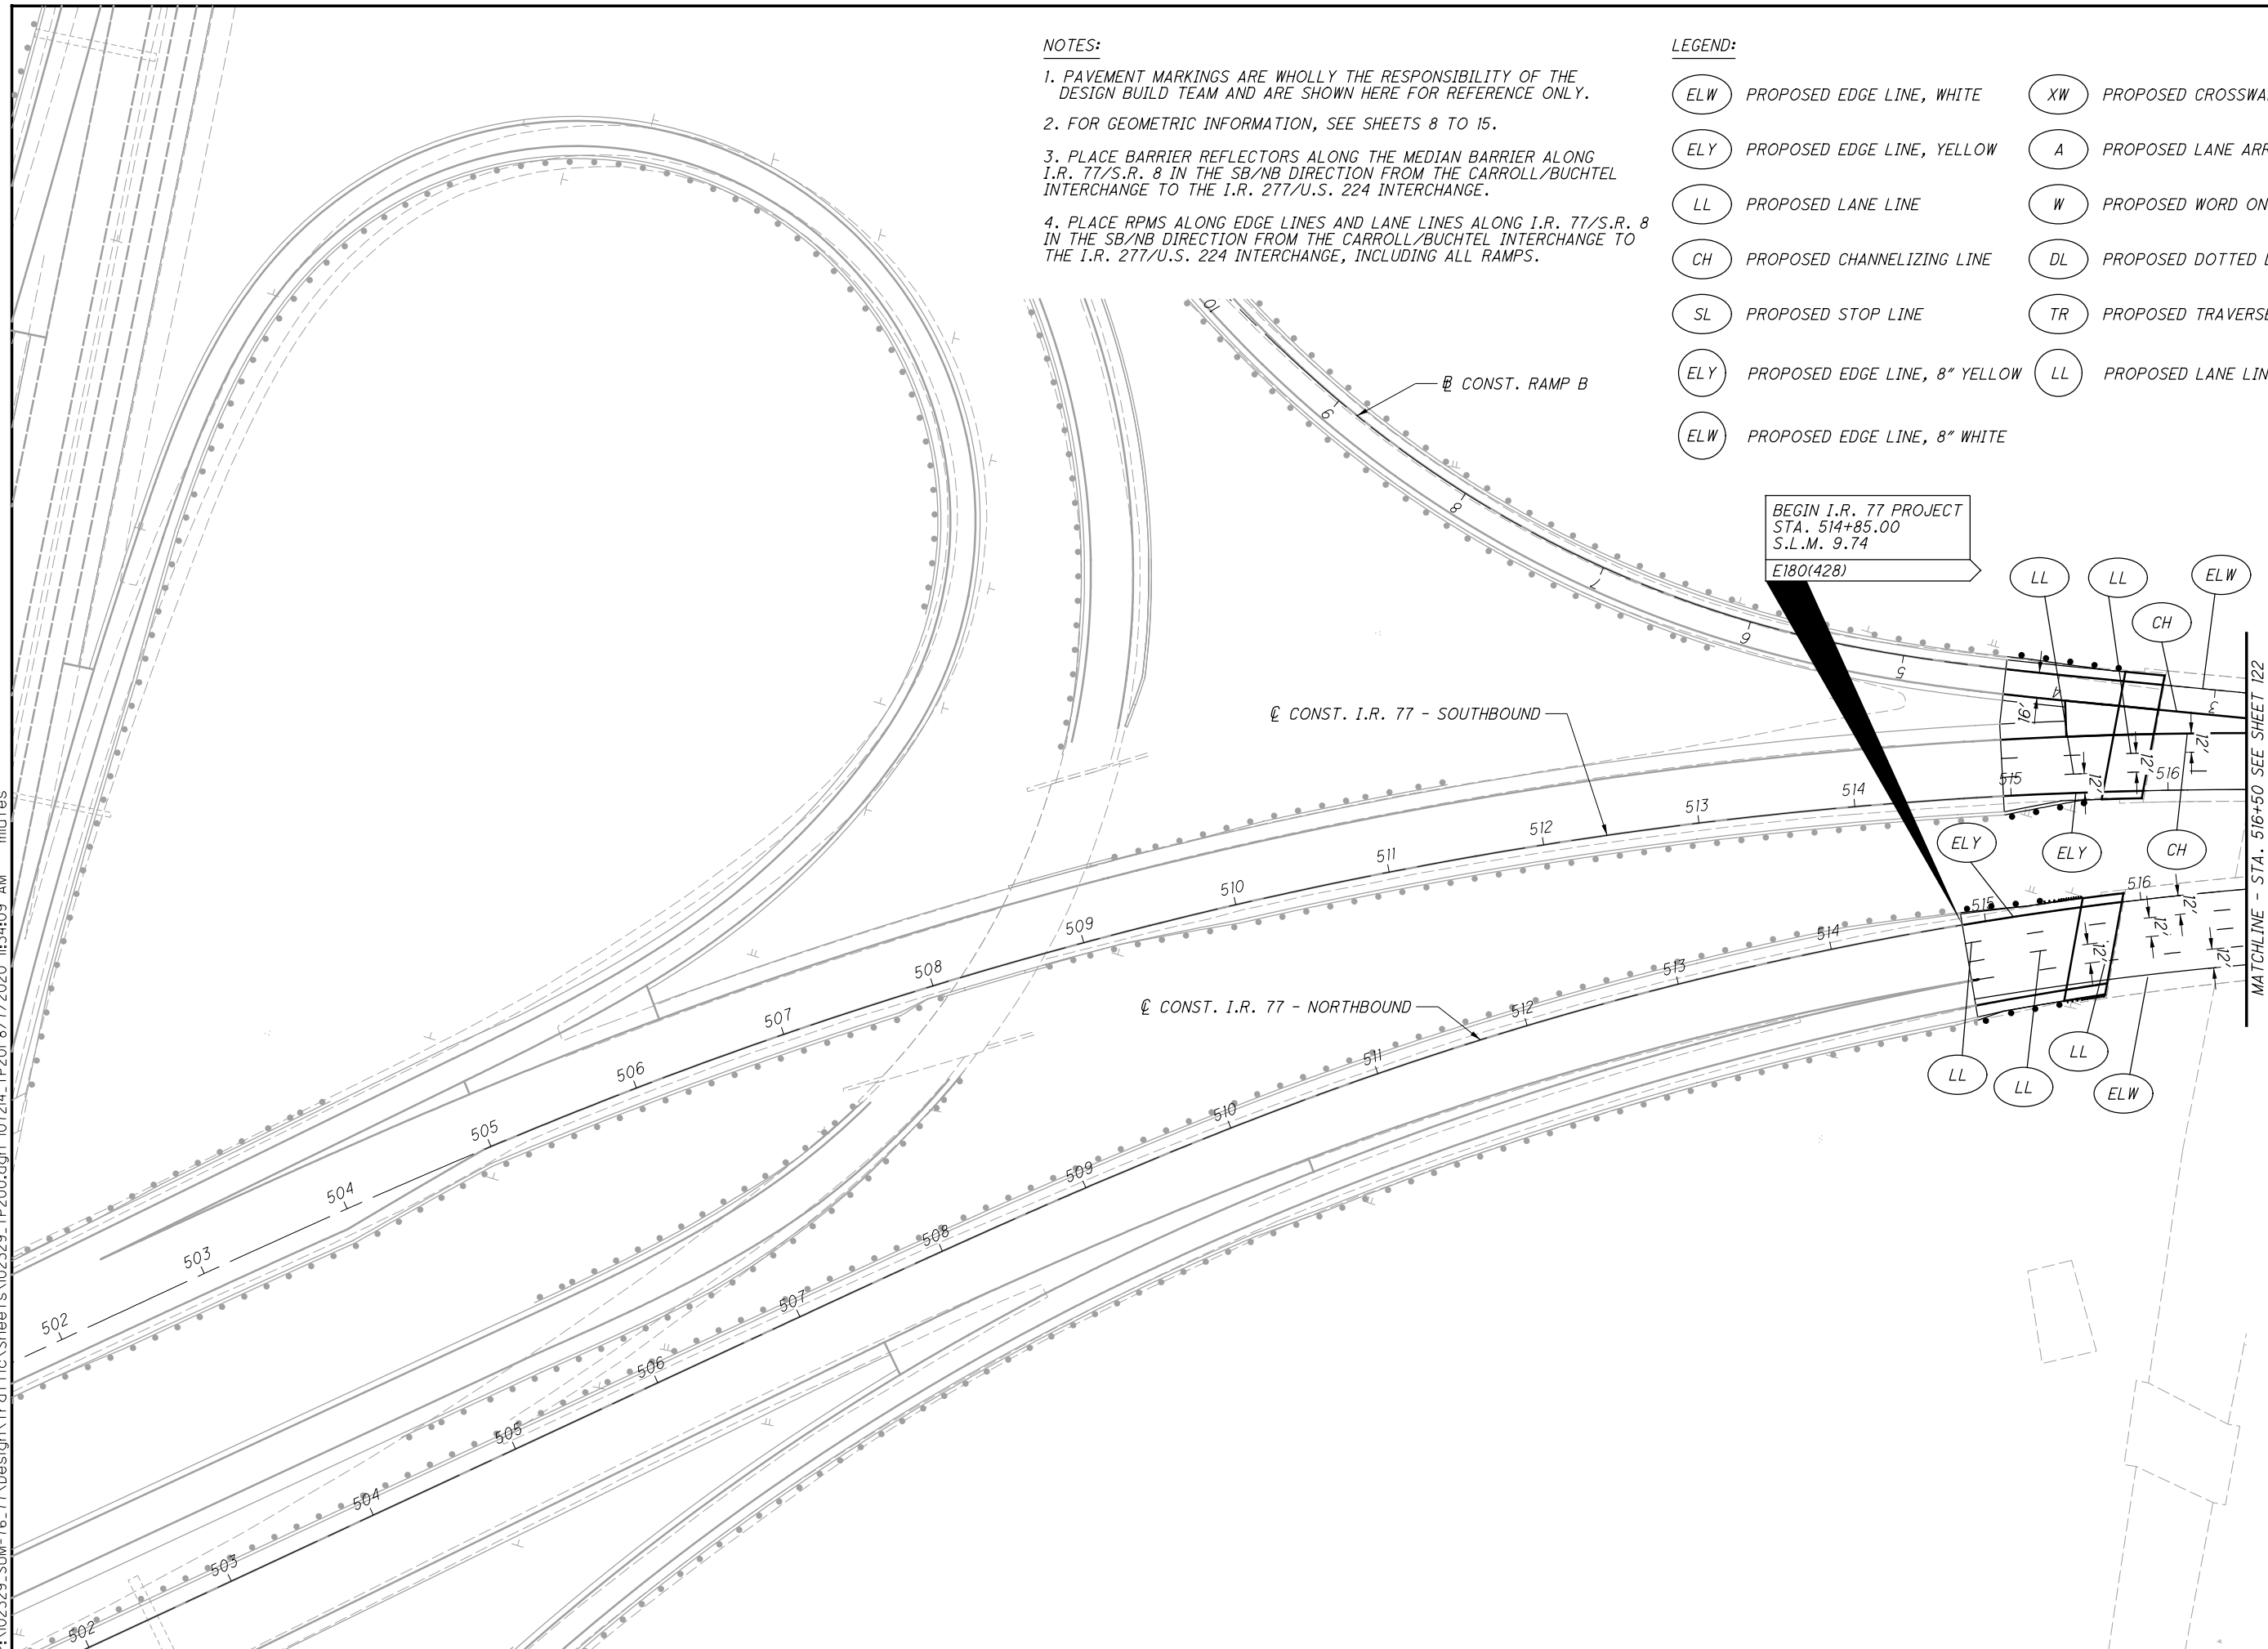 NOTES:
1. PAVEMENT MARKINGS ARE WHOLLY THE RESPONSIBILITY OF THE
DESIGN BUILD TEAM AND ARE SHOWN HERE FOR REFERENCE ONLY.
2. FOR GEOMETRIC INFORMATION, SEE SHEETS 8 TO 15.
3. PLACE BARRIER REFLECTORS ALONG THE MEDIAN BARRIER ALONG
I.R. 77/S.R. 8 IN THE SB/NB DIRECTION FROM THE CARROLL/BUCHTEL
INTERCHANGE TO THE I.R. 277/U.S. 224 INTERCHANGE.
4. PLACE RPMS ALONG EDGE LINES AND LANE LINES ALONG I.R. 77/S.R. 8
IN THE SB/NB DIRECTION FROM THE CARROLL/BUCHTEL INTERCHANGE TO
THE I.R. 277/U.S. 224 INTERCHANGE, INCLUDING ALL RAMPS.
LEGEND:
ELW PROPOSED EDGE LINE, WHITE
ELY PROPOSED EDGE LINE, YELLOW
LL PROPOSED LANE LINE
CH PROPOSED CHANNELIZING LINE
SL PROPOSED STOP LINE
ELY PROPOSED EDGE LINE, 8" YELLOW
ELW PROPOSED EDGE LINE, 8" WHITE
XW PROPOSED CROSSWA
A PROPOSED LANE ARR
W PROPOSED WORD ON
DL PROPOSED DOTTED
TR PROPOSED TRAVERSE
LL PROPOSED LANE LIN
CONST. RAMP B
10
9
8
7
6
5
4
3
BEGIN I.R. 77 PROJECT
STA. 514+85.00
S.L.M. 9.74
E180(428)
LL
LL
ELW
CH
16'
12'
12'
12'
ELY
ELY
CH
℄ CONST. I.R. 77 - SOUTHBOUND
502
503
504
505
506
507
508
509
510
511
512
513
514
515
516
℄ CONST. I.R. 77 - NORTHBOUND
502
503
504
505
506
507
508
509
510
511
512
513
514
515
516
12'
12'
12'
12'
LL
LL
LL
ELW
MATCHLINE - STA. 516+50 SEE SHEET 122